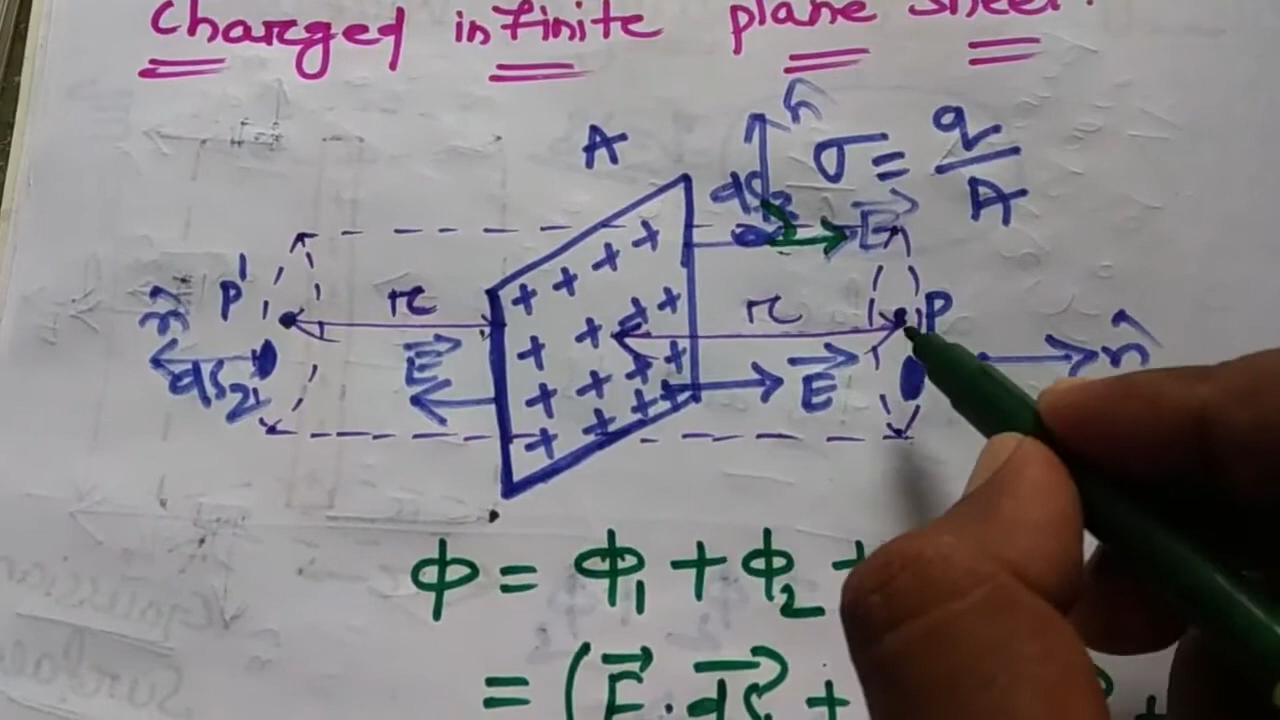 charged infinite plane sheet.
A
n̂
σ = q/A
dS₃
E⃗
P'
r
r
P
n̂
dS₂
E⃗
E⃗
n̂
+ + + + + + + + + + + + + + + + +
ϕ = ϕ₁ + ϕ₂ +
= ∫E⃗.dS⃗ +